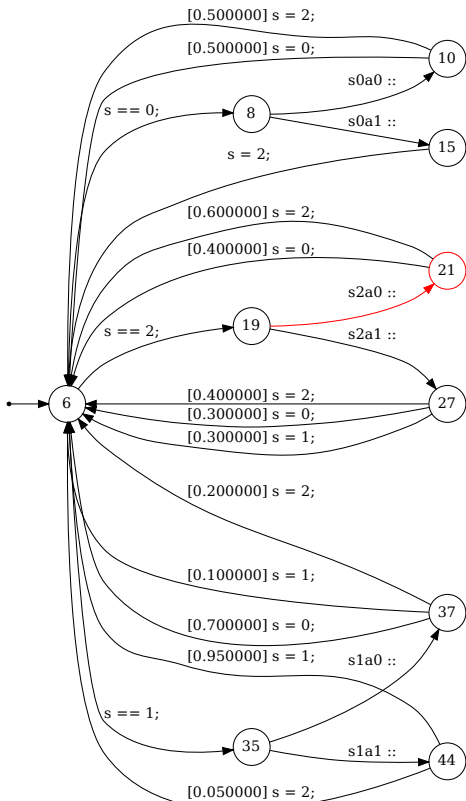 [0.500000] s = 2;
[0.500000] s = 0;
10
s0a0 ::
s == 0;
8
s0a1 ::
15
s = 2;
[0.600000] s = 2;
[0.400000] s = 0;
21
s2a0 ::
s == 2;
19
s2a1 ::
6
[0.400000] s = 2;
27
[0.300000] s = 0;
[0.300000] s = 1;
[0.200000] s = 2;
[0.100000] s = 1;
37
[0.700000] s = 0;
[0.950000] s = 1;
s1a0 ::
s == 1;
35
s1a1 ::
44
[0.050000] s = 2;